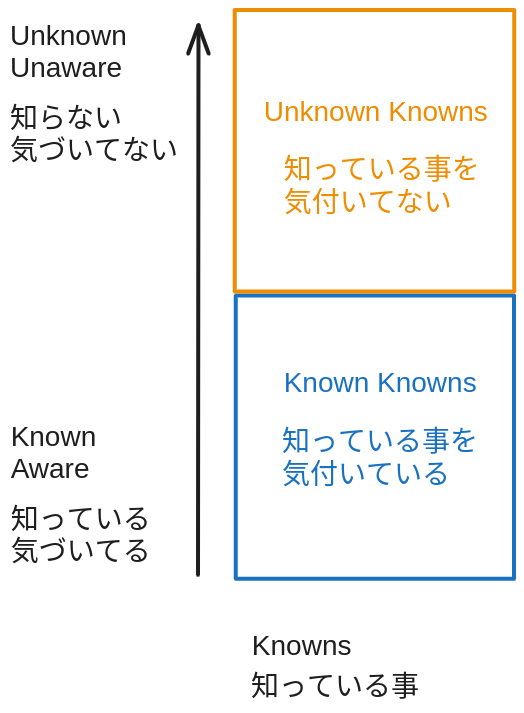 Unknown
Unaware
知らない
気づいてない
Unknown Knowns
知っている事を
気付いてない
Known Knowns
知っている事を
気付いている
Known
Aware
知っている
気づいてる
Knowns
知っている事